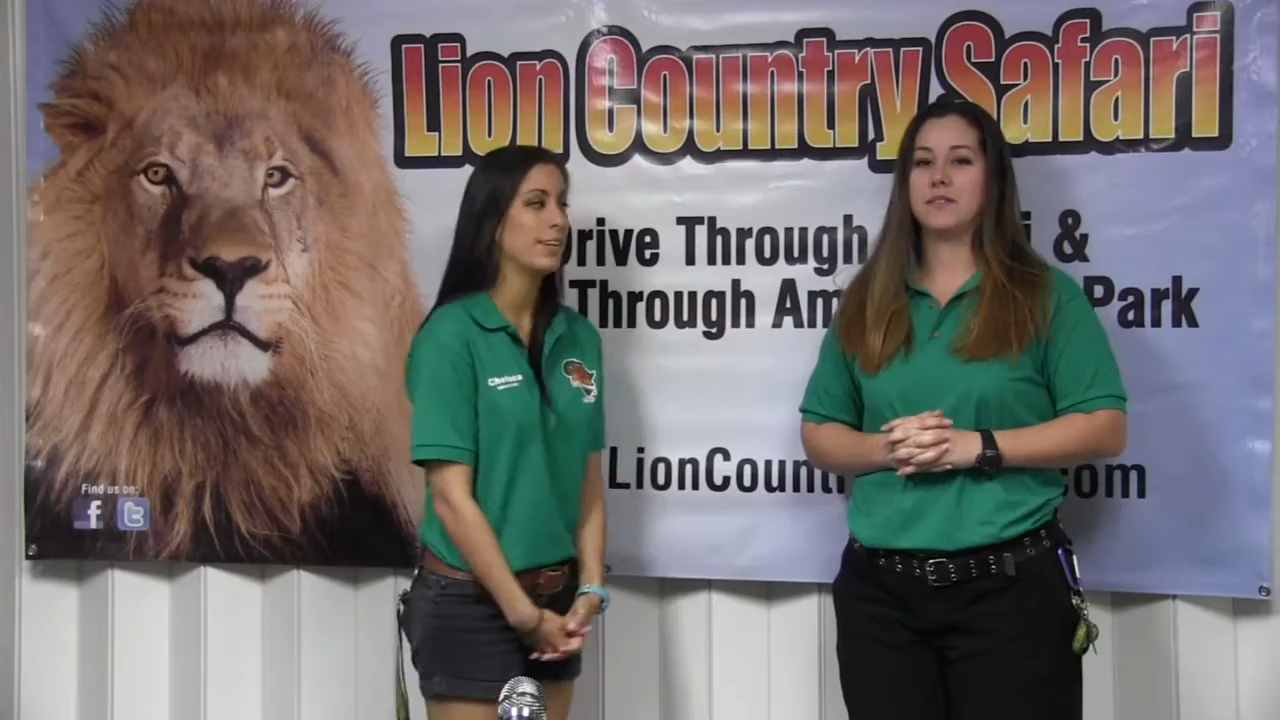 Lion Country Safari
Drive Through i &
Through Am Park
LionCount com
Chelsea
Find us on:
f
t